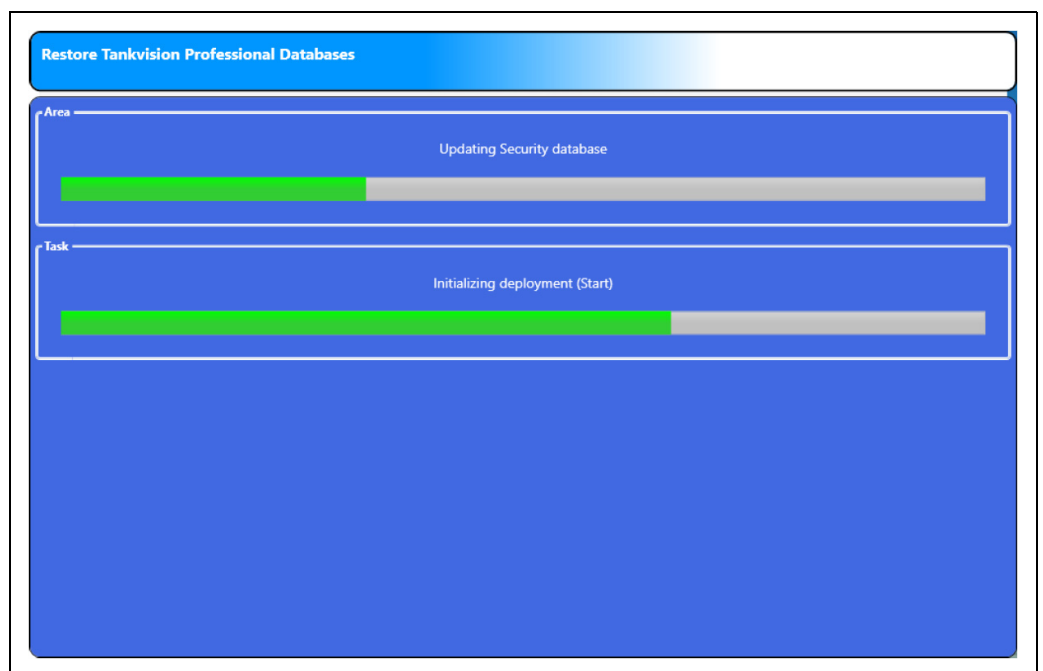 Restore Tankvision Professional Databases
Area
Updating Security database
Task
Initializing deployment (Start)